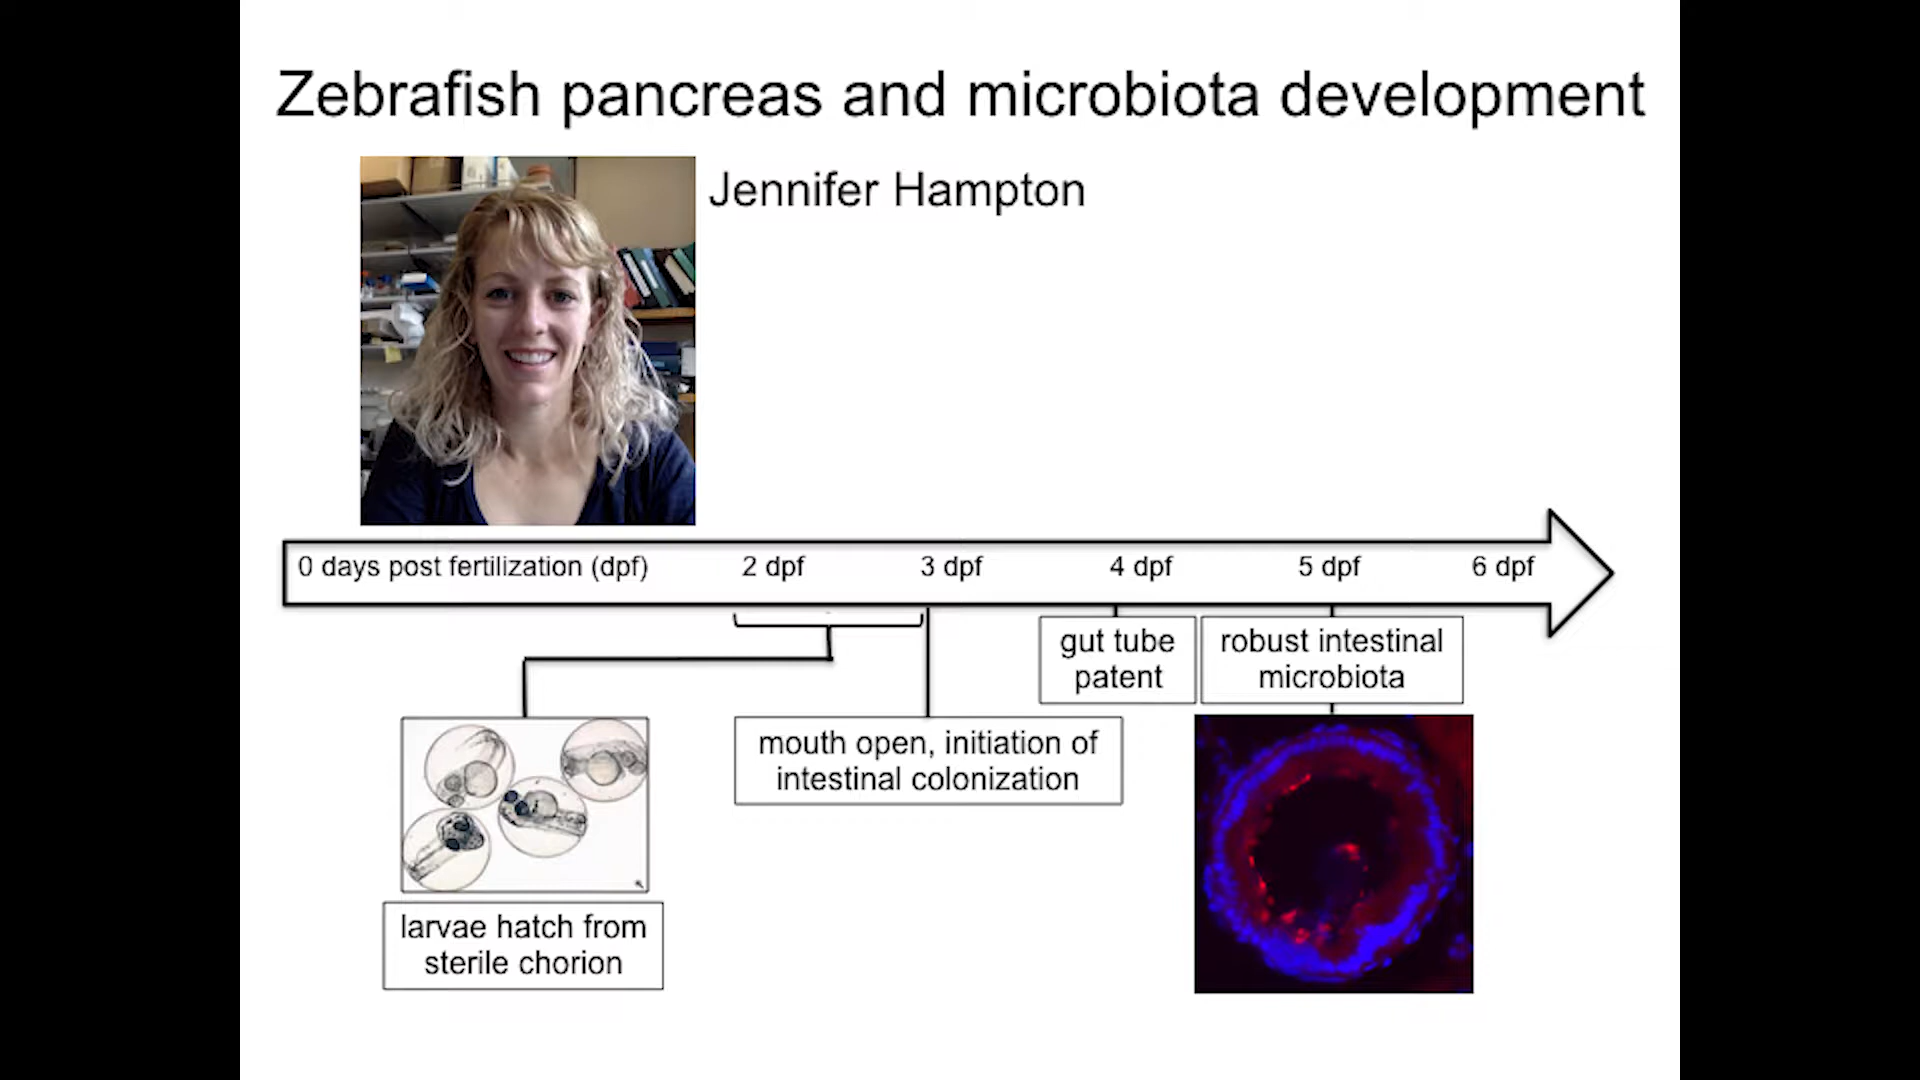 Zebrafish pancreas and microbiota development
Jennifer Hampton
0 days post fertilization (dpf) 2 dpf 3 dpf 4 dpf 5 dpf 6 dpf
gut tube
patent
robust intestinal
microbiota
mouth open, initiation of
intestinal colonization
larvae hatch from
sterile chorion